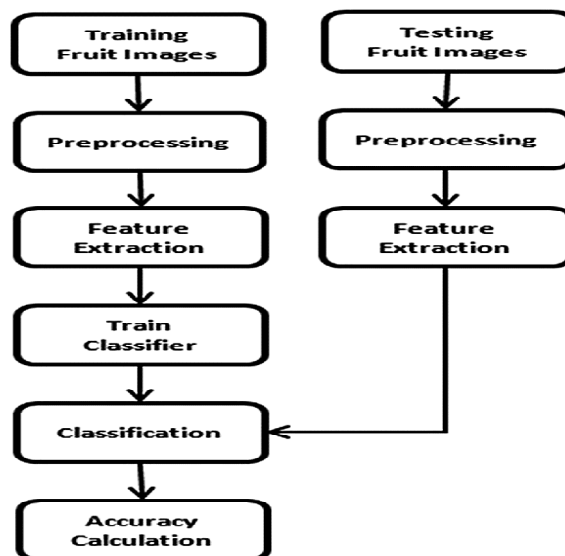 Training
Fruit Images
Preprocessing
Feature
Extraction
Train
Classifier
Classification
Accuracy
Calculation
Testing
Fruit Images
Preprocessing
Feature
Extraction